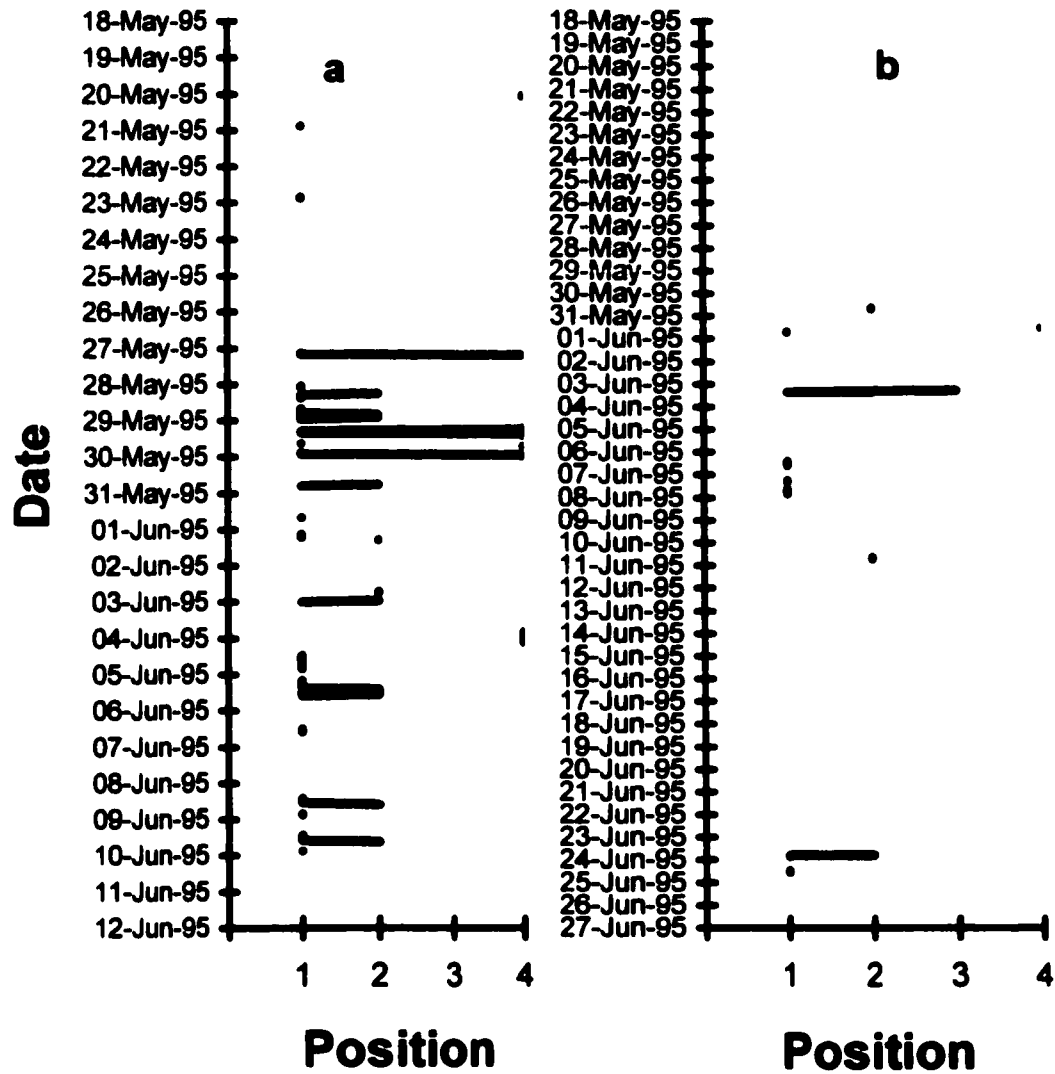 a
b
Date
18-May-95
19-May-95
20-May-95
21-May-95
22-May-95
23-May-95
24-May-95
25-May-95
26-May-95
27-May-95
28-May-95
29-May-95
30-May-95
31-May-95
01-Jun-95
02-Jun-95
03-Jun-95
04-Jun-95
05-Jun-95
06-Jun-95
07-Jun-95
08-Jun-95
09-Jun-95
10-Jun-95
11-Jun-95
12-Jun-95
1 2 3 4
Position
18-May-95
19-May-95
20-May-95
21-May-95
22-May-95
23-May-95
24-May-95
25-May-95
26-May-95
27-May-95
28-May-95
29-May-95
30-May-95
31-May-95
01-Jun-95
02-Jun-95
03-Jun-95
04-Jun-95
05-Jun-95
06-Jun-95
07-Jun-95
08-Jun-95
09-Jun-95
10-Jun-95
11-Jun-95
12-Jun-95
13-Jun-95
14-Jun-95
15-Jun-95
16-Jun-95
17-Jun-95
18-Jun-95
19-Jun-95
20-Jun-95
21-Jun-95
22-Jun-95
23-Jun-95
24-Jun-95
25-Jun-95
26-Jun-95
27-Jun-95
1 2 3 4
Position